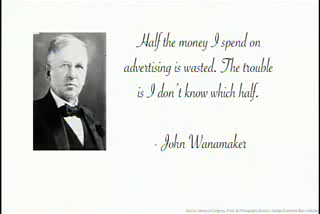 Half the money I spend on
advertising is wasted. The trouble
is I don't know which half.
- John Wanamaker